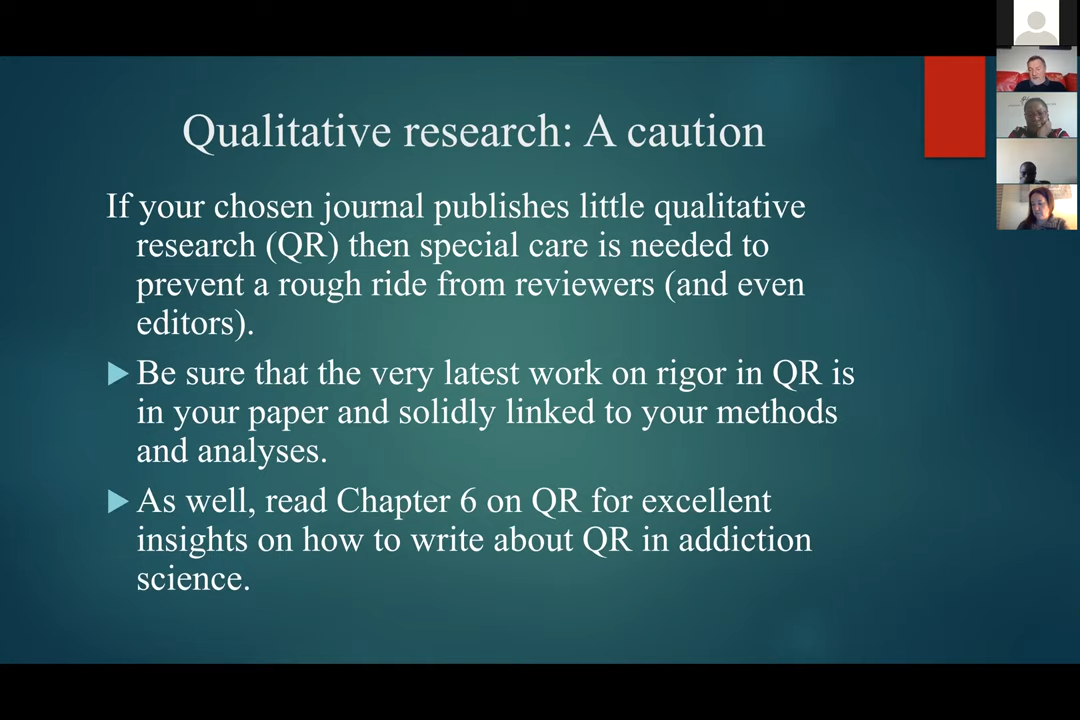 Qualitative research: A caution
If your chosen journal publishes little qualitative
research (QR) then special care is needed to
prevent a rough ride from reviewers (and even
editors).
Be sure that the very latest work on rigor in QR is
in your paper and solidly linked to your methods
and analyses.
As well, read Chapter 6 on QR for excellent
insights on how to write about QR in addiction
science.